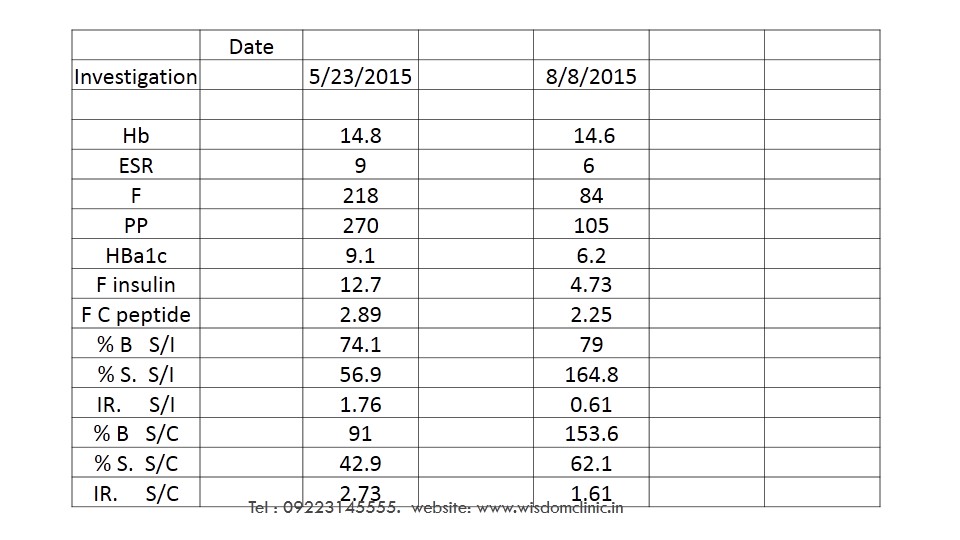 Date
Investigation 5/23/2015 8/8/2015
Hb 14.8 14.6
ESR 9 6
F 218 84
PP 270 105
HBa1c 9.1 6.2
F insulin 12.7 4.73
F C peptide 2.89 2.25
% B S/I 74.1 79
% S. S/I 56.9 164.8
IR. S/I 1.76 0.61
% B S/C 91 153.6
% S. S/C 42.9 62.1
IR. S/C 2.73 1.61
Tel : 09223145555. website: www.wisdomclinic.in